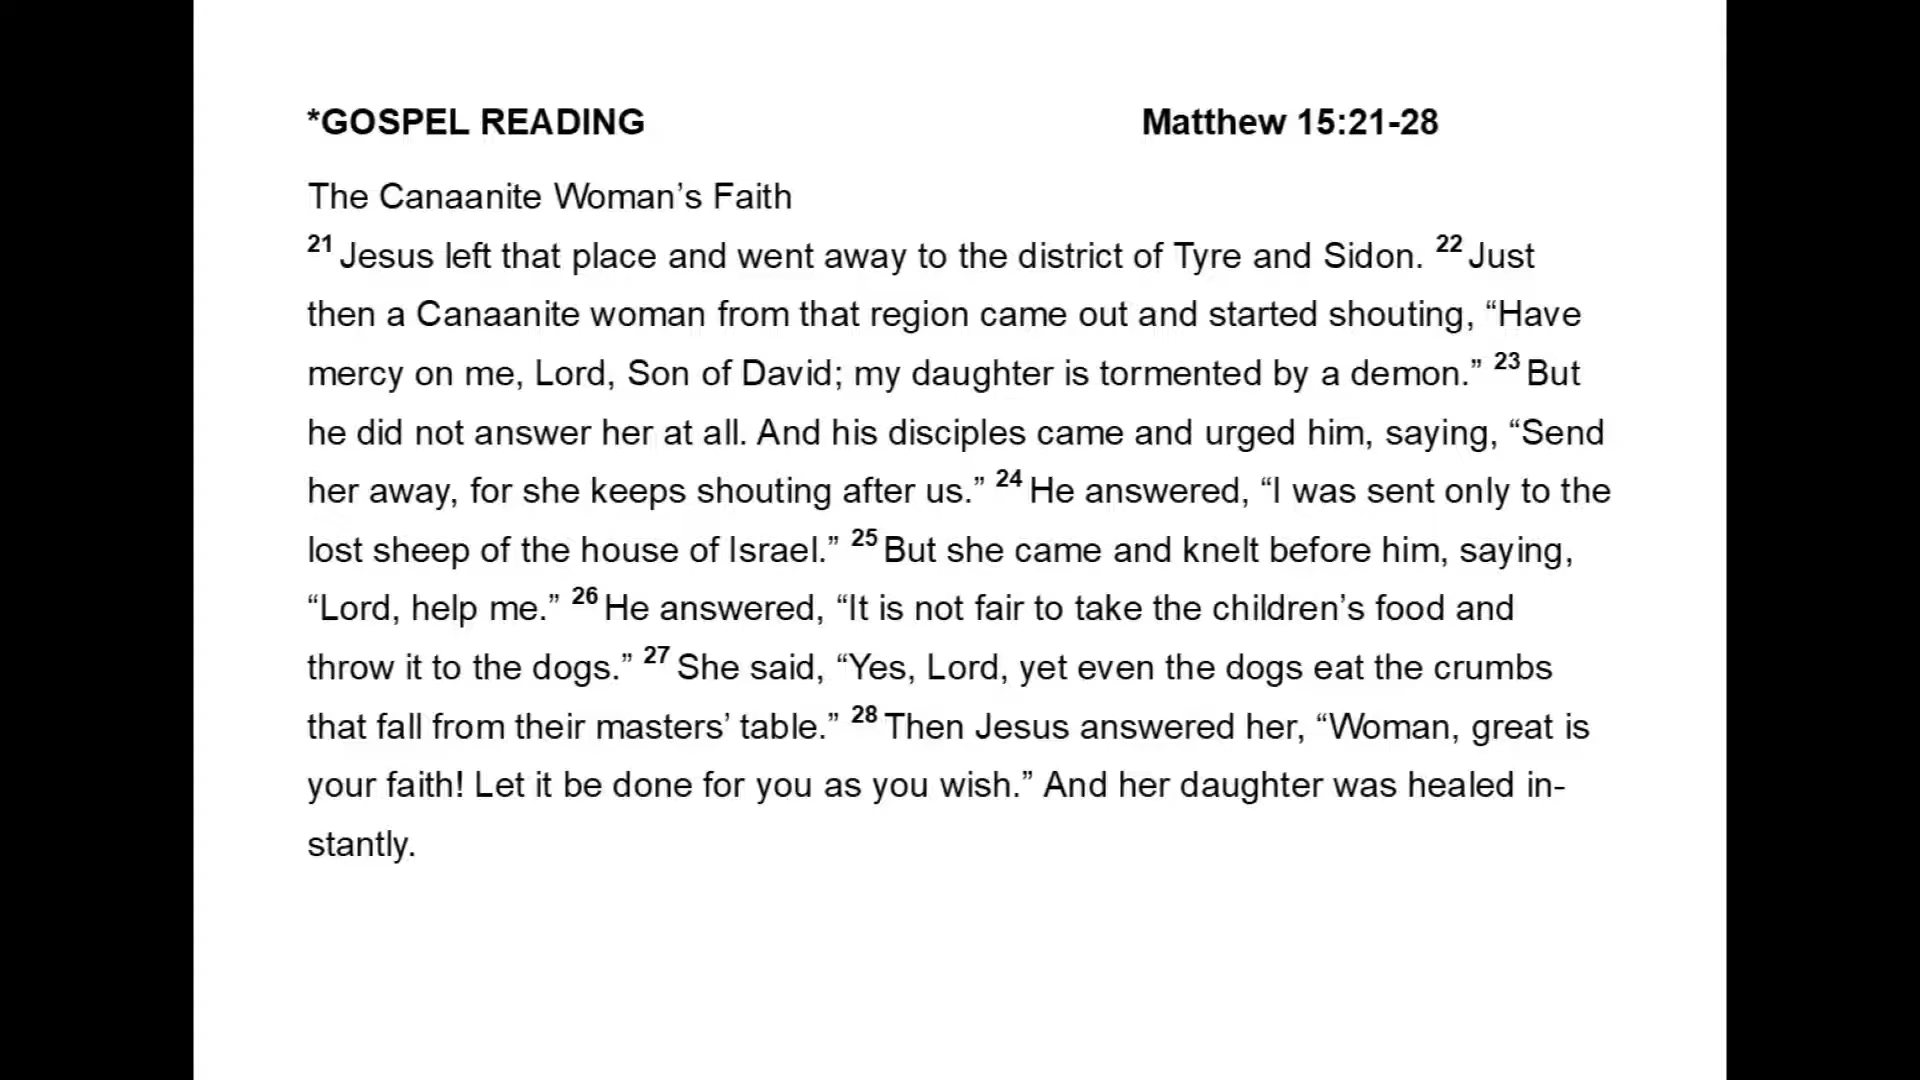 *GOSPEL READING Matthew 15:21-28
The Canaanite Woman’s Faith
21 Jesus left that place and went away to the district of Tyre and Sidon. 22 Just
then a Canaanite woman from that region came out and started shouting, “Have
mercy on me, Lord, Son of David; my daughter is tormented by a demon.” 23 But
he did not answer her at all. And his disciples came and urged him, saying, “Send
her away, for she keeps shouting after us.” 24 He answered, “I was sent only to the
lost sheep of the house of Israel.” 25 But she came and knelt before him, saying,
“Lord, help me.” 26 He answered, “It is not fair to take the children’s food and
throw it to the dogs.” 27 She said, “Yes, Lord, yet even the dogs eat the crumbs
that fall from their masters’ table.” 28 Then Jesus answered her, “Woman, great is
your faith! Let it be done for you as you wish.” And her daughter was healed in-
stantly.